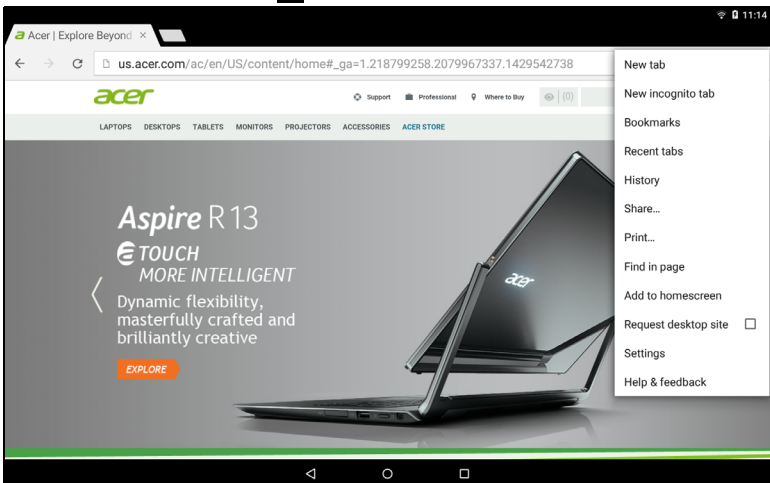 11:14
Acer | Explore Beyond ×
us.acer.com/ac/en/US/content/home#_ga=1.218799258.2079967337.1429542738
acer
Support Professional Where to Buy (0)
LAPTOPS DESKTOPS TABLETS MONITORS PROJECTORS ACCESSORIES ACER STORE
Aspire R 13
TOUCH
MORE INTELLIGENT
Dynamic flexibility,
masterfully crafted and
brilliantly creative
EXPLORE
acer
New tab
New incognito tab
Bookmarks
Recent tabs
History
Share...
Print...
Find in page
Add to homescreen
Request desktop site
Settings
Help & feedback